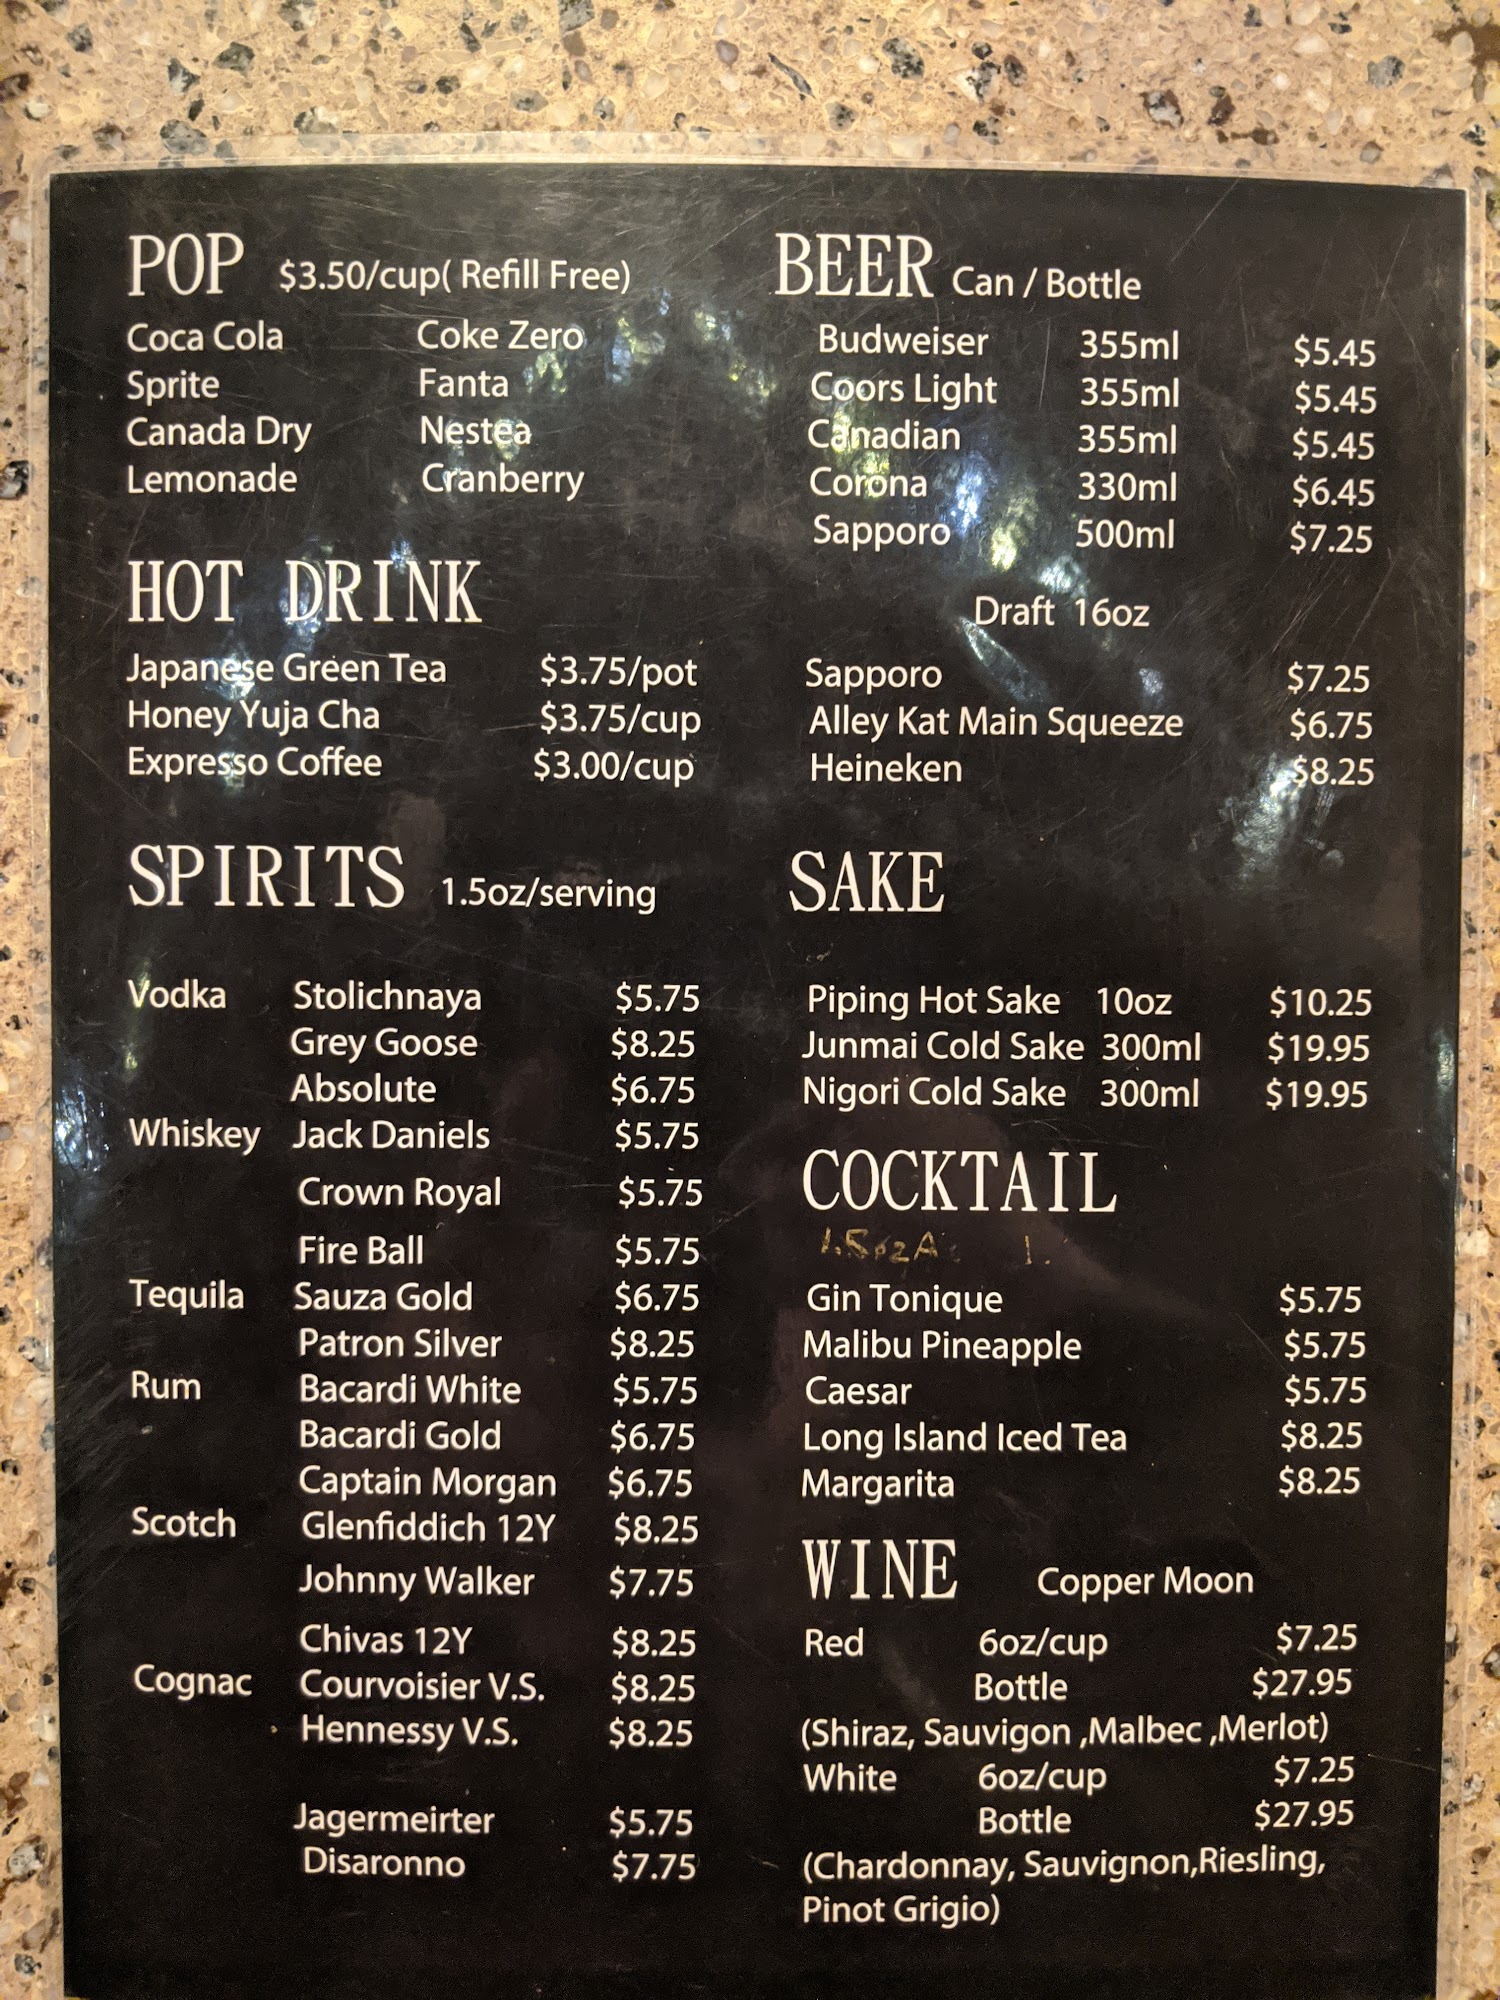 POP $3.50/cup( Refill Free)
Coca Cola Coke Zero
Sprite Fanta
Canada Dry Nestea
Lemonade Cranberry
HOT DRINK
Japanese Green Tea $3.75/pot
Honey Yuja Cha $3.75/cup
Expresso Coffee $3.00/cup
SPIRITS 1.5oz/serving
Vodka Stolichnaya $5.75
Grey Goose $8.25
Absolute $6.75
Whiskey Jack Daniels $5.75
Crown Royal $5.75
Fire Ball $5.75
Tequila Sauza Gold $6.75
Patron Silver $8.25
Rum Bacardi White $5.75
Bacardi Gold $6.75
Captain Morgan $6.75
Scotch Glenfiddich 12Y $8.25
Johnny Walker $7.75
Chivas 12Y $8.25
Cognac Courvoisier V.S. $8.25
Hennessy V.S. $8.25
Jagermeirter $5.75
Disaronno $7.75
BEER Can / Bottle
Budweiser 355ml $5.45
Coors Light 355ml $5.45
Canadian 355ml $5.45
Corona 330ml $6.45
Sapporo 500ml $7.25
Draft 16oz
Sapporo $7.25
Alley Kat Main Squeeze $6.75
Heineken $8.25
SAKE
Piping Hot Sake 10oz $10.25
Junmai Cold Sake 300ml $19.95
Nigori Cold Sake 300ml $19.95
COCKTAIL
1.5oz
Gin Tonique $5.75
Malibu Pineapple $5.75
Caesar $5.75
Long Island Iced Tea $8.25
Margarita $8.25
WINE Copper Moon
Red 6oz/cup $7.25
Bottle $27.95
(Shiraz, Sauvigon ,Malbec ,Merlot)
White 6oz/cup $7.25
Bottle $27.95
(Chardonnay, Sauvignon,Riesling,
Pinot Grigio)